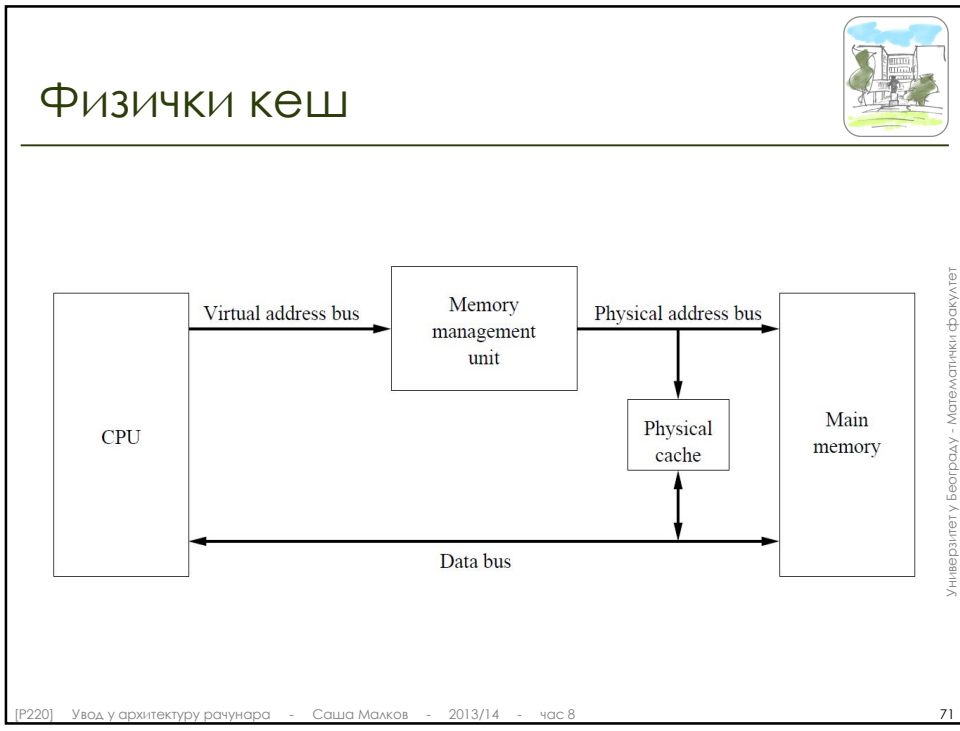 Физички кеш
Virtual address bus
Memory
management
unit
Physical address bus
CPU
Physical
cache
Main
memory
Data bus
Универзитет у Београду - Математички факултет
[P220] Увод у архитектуру рачунара - Саша Малков - 2013/14 - час 8
71